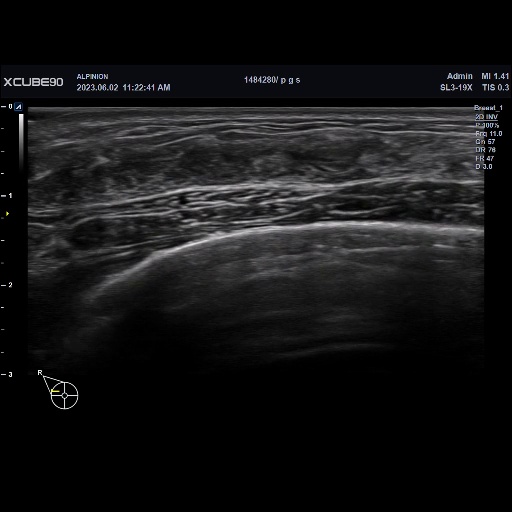 XCUBE90
ALPINION
2023.06.02 11:22:41 AM
1484280/ p g s
Admin MI 1.41
SL3-19X TIS 0.3
Breast_1
2D INV
P 100%
Frq 11.0
Gn 57
DR 76
FR 47
D 3.0
0
1
2
3
R